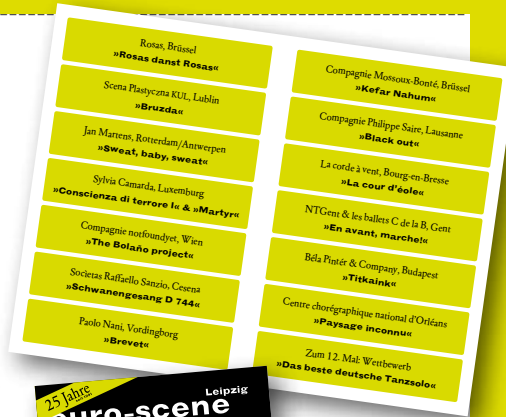 Rosas, Brüssel
»Rosas danst Rosas«
Scena Plastyczna KUL, Lublin
»Bruzda«
Jan Martens, Rotterdam/Antwerpen
»Sweat, baby, sweat«
Sylvia Camarda, Luxemburg
»Conscienza di terrore I« & »Martyr«
Compagnie notfoundyet, Wien
»The Bolaño project«
Societas Raffaello Sanzio, Cesena
»Schwanengesang D 744«
Paolo Nani, Vordingborg
»Brevet«
Compagnie Mossoux-Bonté, Brüssel
»Kefar Nahum«
Compagnie Philippe Saire, Lausanne
»Black out«
La corde à vent, Bourg-en-Bresse
»La cour d'éole«
NTGent & les ballets C de la B, Gent
»En avant, marche!«
Béla Pintér & Company, Budapest
»Titkaink«
Centre chorégraphique national d'Orléans
»Paysage inconnu«
Zum 12. Mal: Wettbewerb
»Das beste deutsche Tanzsolo«
25 Jahre
Leipzig
euro-scene